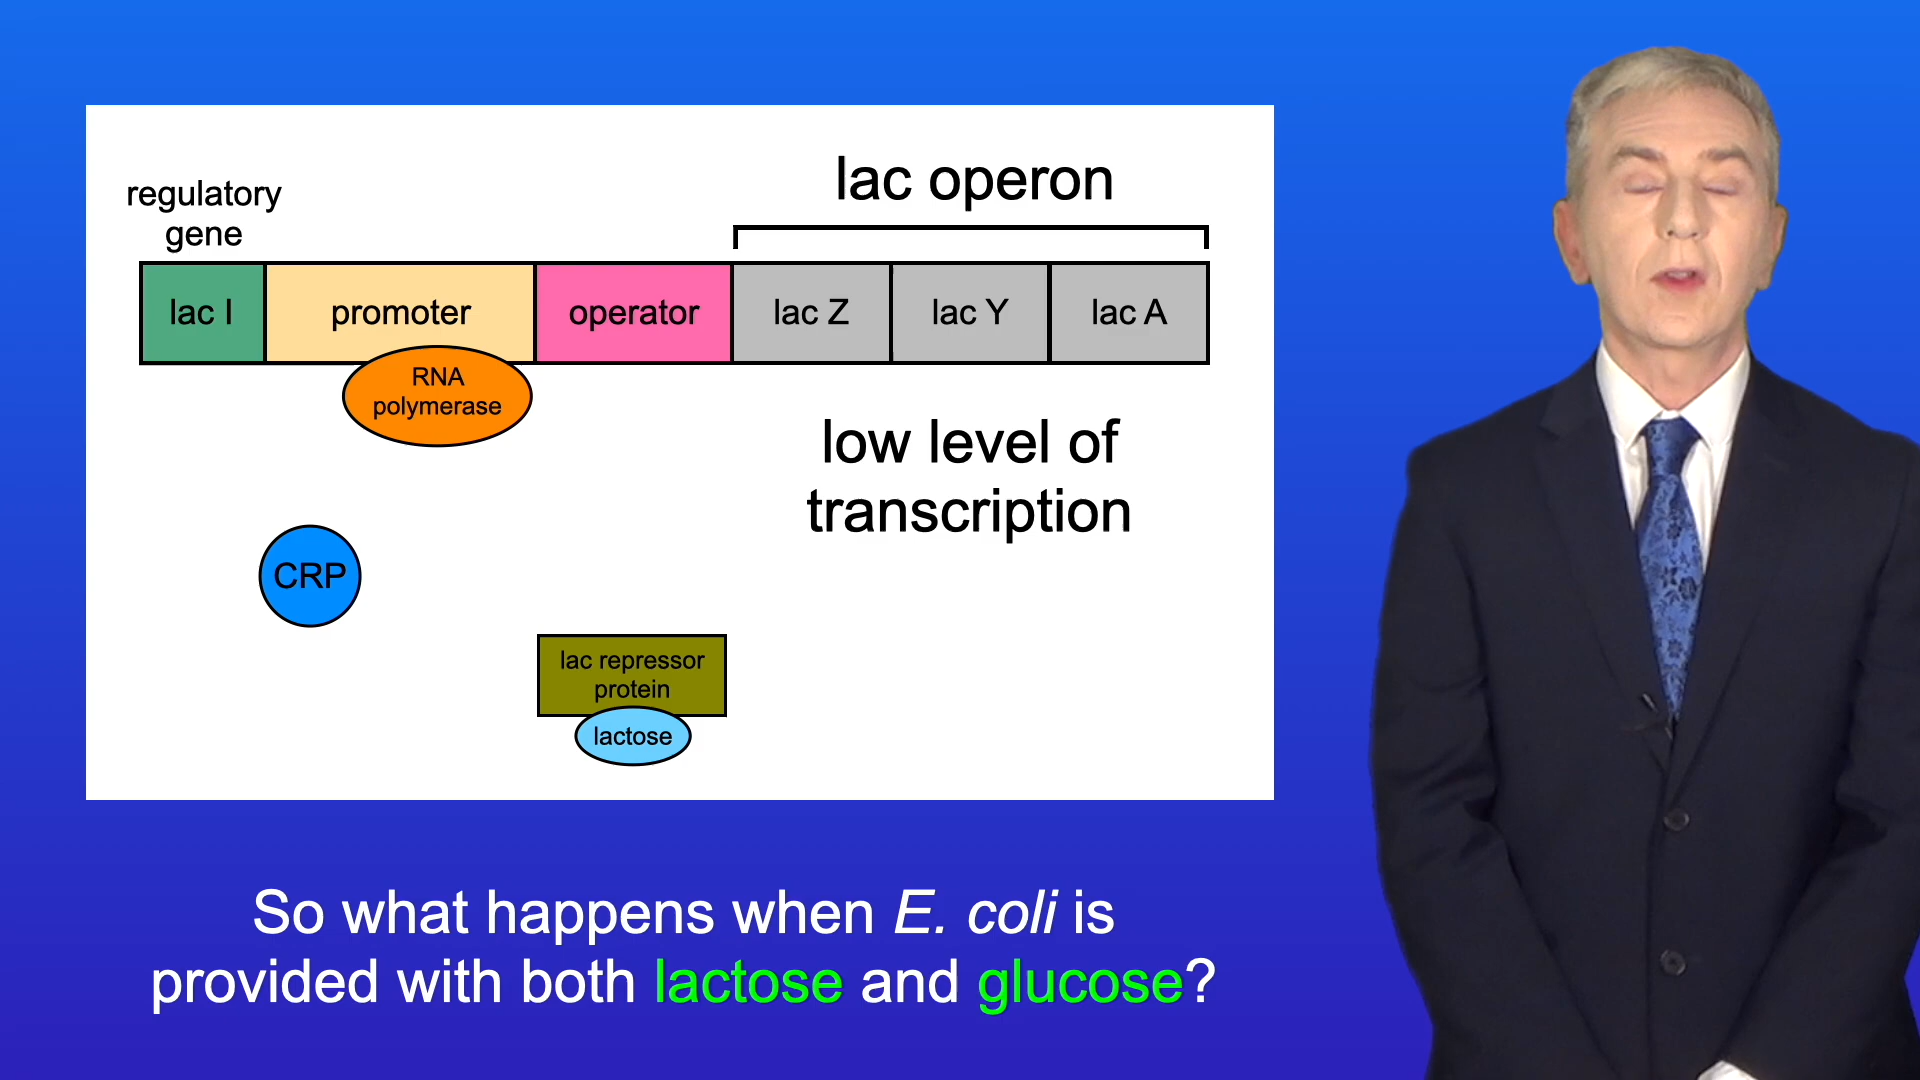 lac operon
regulatory
gene
lac I
promoter
operator
lac Z
lac Y
lac A
RNA
polymerase
low level of
transcription
CRP
lac repressor
protein
lactose
So what happens when E. coli is
provided with both lactose and glucose?